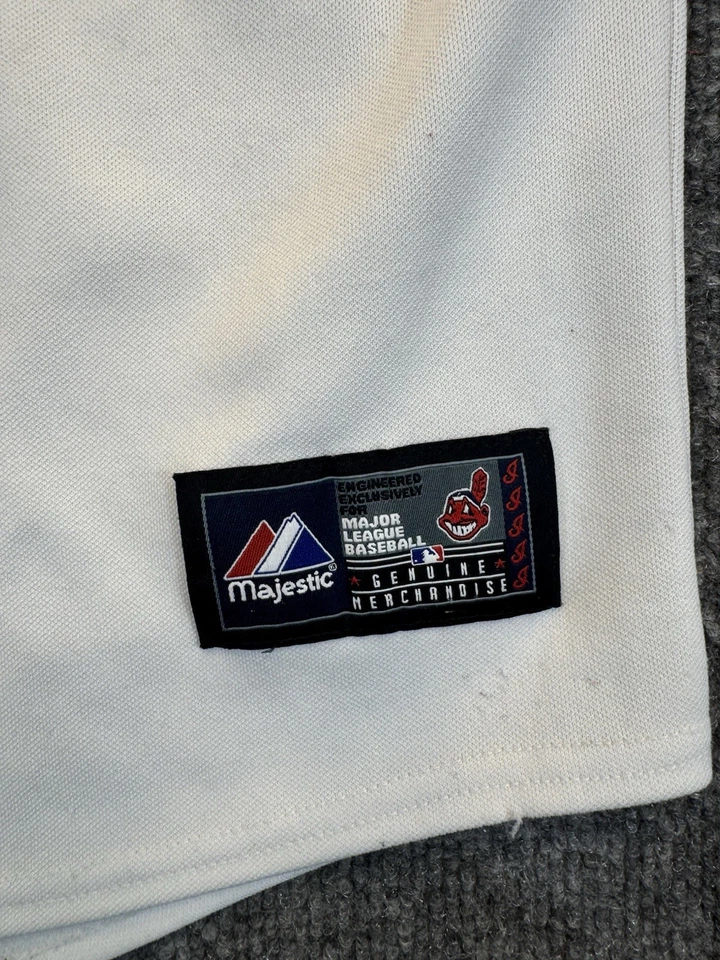 Majestic®
ENGINEERED
EXCLUSIVELY
FOR
MAJOR
LEAGUE
BASEBALL
GENUINE
MERCHANDISE